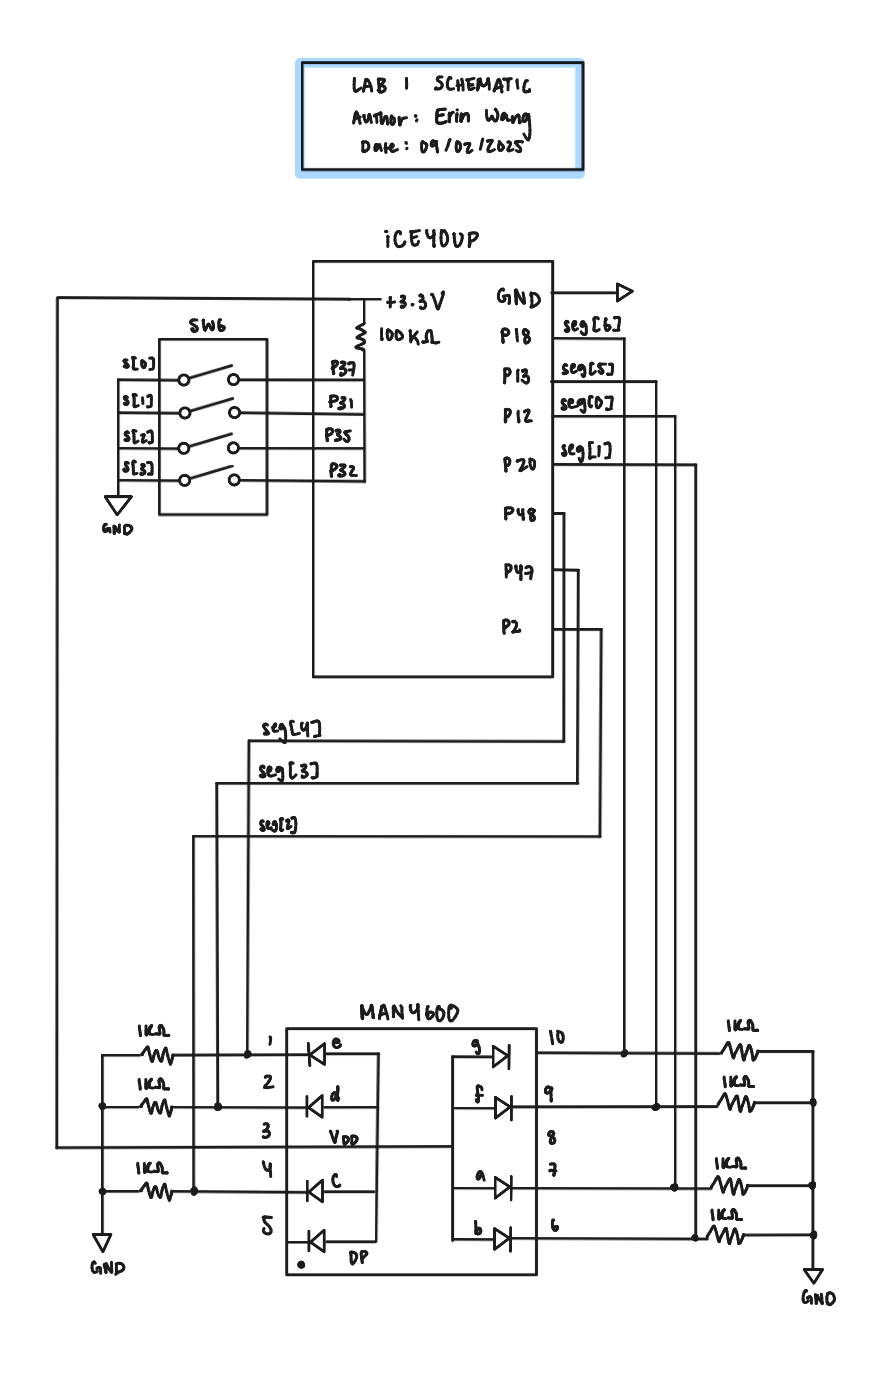 LAB 1 SCHEMATIC
Author: Erin Wang
Date: 09/02/2025
iCE40UP
+3.3V
100KΩ
GND
SW6
P18
seg[6]
s[0]
P37
P13
seg[5]
s[1]
P31
P12
seg[0]
s[2]
P35
P20
seg[1]
s[3]
P32
GND
P48
P47
P2
seg[4]
seg[3]
seg[2]
MAN4600
1KΩ
1
e
g
10
1KΩ
1KΩ
2
d
f
9
1KΩ
3
VDD
8
1KΩ
4
C
a
7
1KΩ
5
DP
b
6
1KΩ
GND
GND